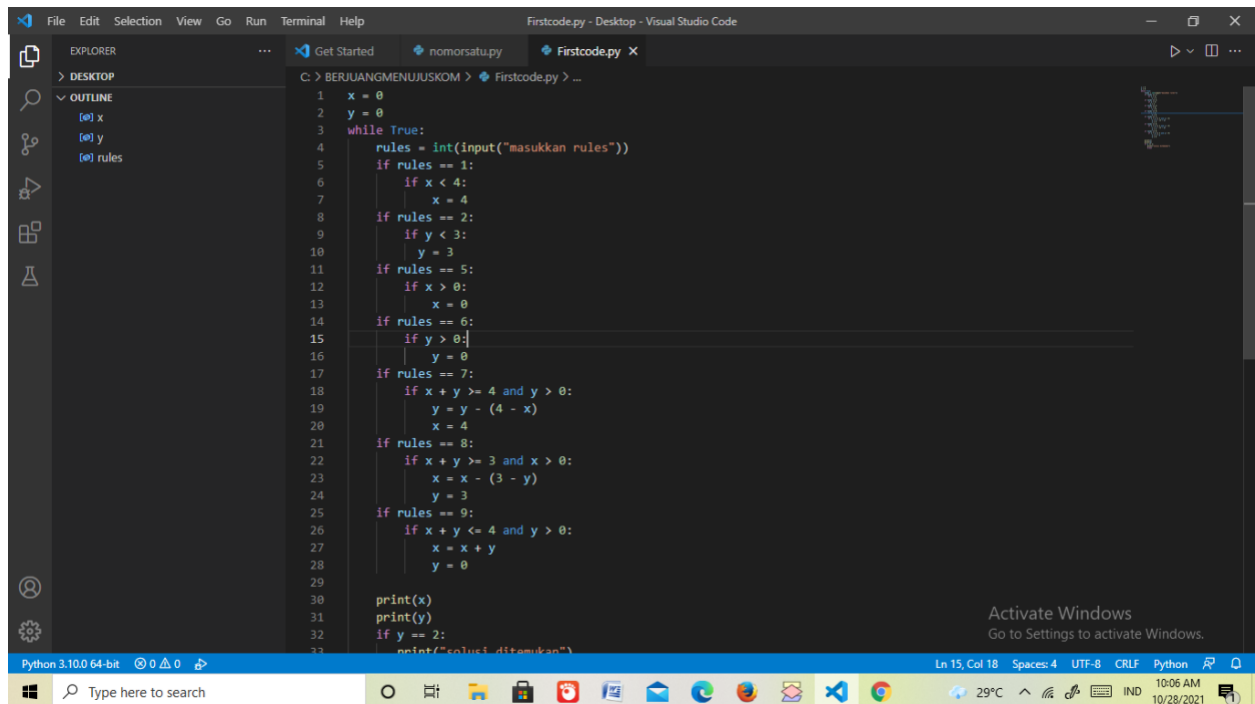 File Edit Selection View Go Run Terminal Help Firstcode.py - Desktop - Visual Studio Code
EXPLORER
Get Started nomorsatu.py Firstcode.py
DESKTOP
OUTLINE
x
y
rules
C: > BERJUANGMENUJUSKOM > Firstcode.py > ...
1 x = 0
2 y = 0
3 while True:
4 rules = int(input("masukkan rules"))
5 if rules == 1:
6 if x < 4:
7 x = 4
8 if rules == 2:
9 if y < 3:
10 y = 3
11 if rules == 5:
12 if x > 0:
13 x = 0
14 if rules == 6:
15 if y > 0:
16 y = 0
17 if rules == 7:
18 if x + y >= 4 and y > 0:
19 y = y - (4 - x)
20 x = 4
21 if rules == 8:
22 if x + y >= 3 and x > 0:
23 x = x - (3 - y)
24 y = 3
25 if rules == 9:
26 if x + y <= 4 and y > 0:
27 x = x + y
28 y = 0
29
30 print(x)
31 print(y)
32 if y == 2:
33 print("solusi ditemukan")
Activate Windows
Go to Settings to activate Windows.
Python 3.10.0 64-bit 0 0 Ln 15, Col 18 Spaces: 4 UTF-8 CRLF Python
Type here to search 29°C IND 10:06 AM
10/28/2021